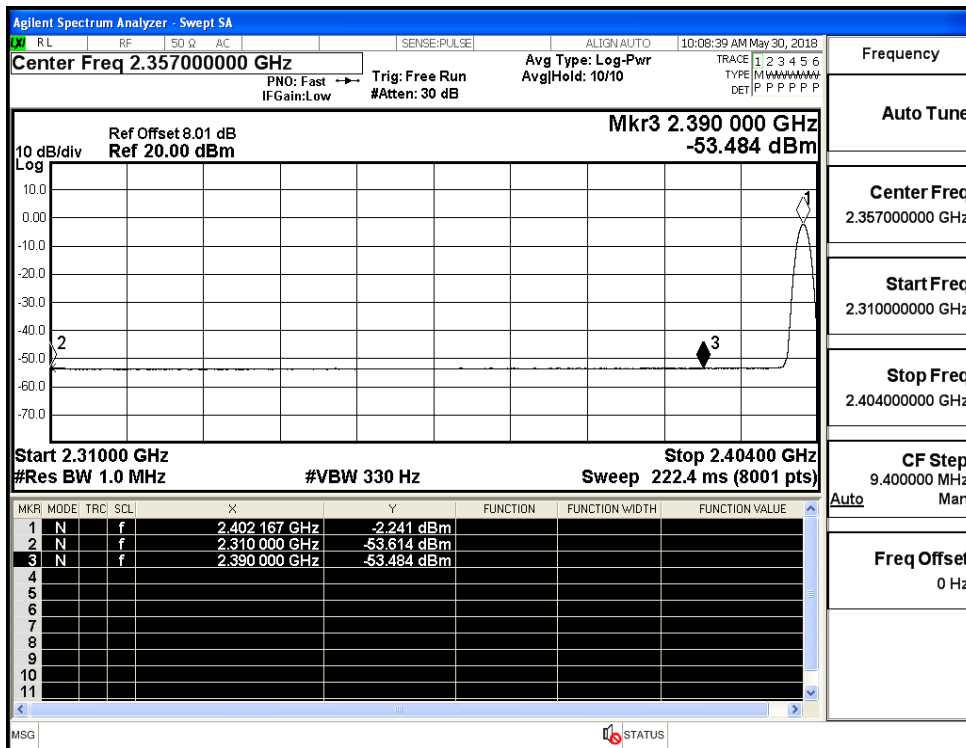 Agilent Spectrum Analyzer - Swept SA
LXI RL RF 50 Ω AC SENSE:PULSE ALIGN AUTO 10:08:39 AM May 30, 2018
Center Freq 2.357000000 GHz
PNO: Fast
IFGain:Low
Trig: Free Run
#Atten: 30 dB
Avg Type: Log-Pwr
Avg|Hold: 10/10
TRACE 1 2 3 4 5 6
TYPE MWWWWW
DET P P P P P P
Frequency
Auto Tune
Center Freq
2.357000000 GHz
Start Freq
2.310000000 GHz
Stop Freq
2.404000000 GHz
CF Step
9.400000 MHz
Auto Man
Freq Offset
0 Hz
Ref Offset 8.01 dB
10 dB/div Ref 20.00 dBm
Log
Mkr3 2.390 000 GHz
-53.484 dBm
10.0
0.00
-10.0
-20.0
-30.0
-40.0
-50.0
-60.0
-70.0
1
2
3
Start 2.31000 GHz Stop 2.40400 GHz
#Res BW 1.0 MHz #VBW 330 Hz Sweep 222.4 ms (8001 pts)
MKR MODE TRC SCL X Y FUNCTION FUNCTION WIDTH FUNCTION VALUE
1 N f 2.402 167 GHz -2.241 dBm
2 N f 2.310 000 GHz -53.614 dBm
3 N f 2.390 000 GHz -53.484 dBm
4
5
6
7
8
9
10
11
MSG STATUS